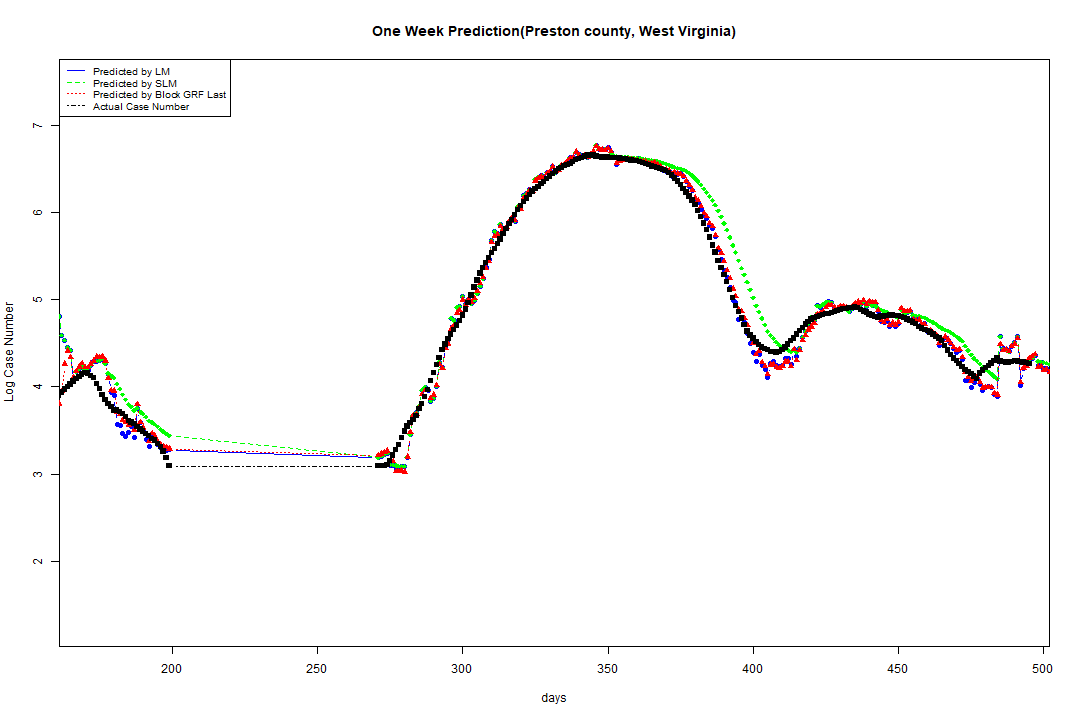 One Week Prediction(Preston county, West Virginia)
Predicted by LM
Predicted by SLM
Predicted by Block GRF Last
Actual Case Number
7
6
5
4
3
2
Log Case Number
200 250 300 350 400 450 500
days